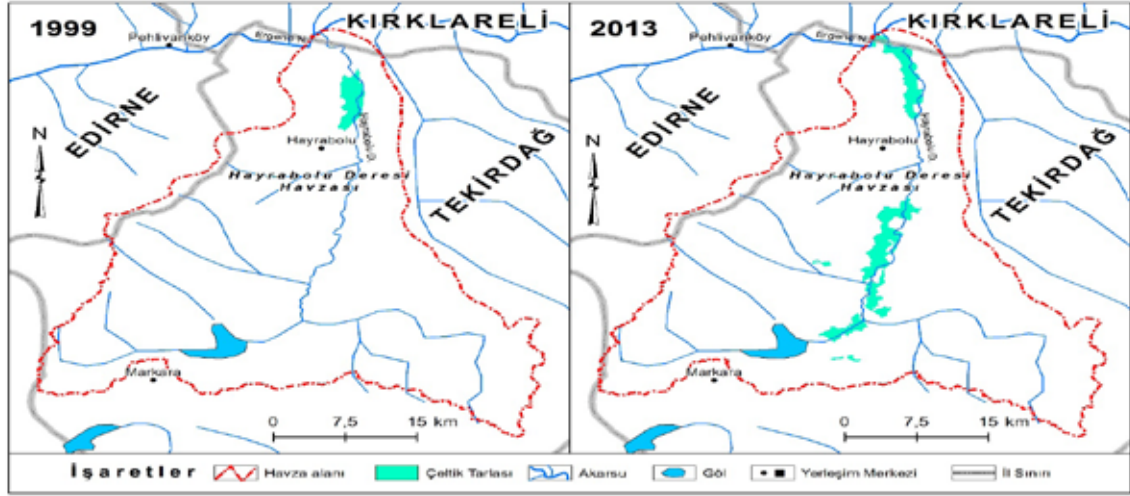 1999
KIRKLARELİ
Pehlivanköy
Ergene N.
EDİRNE
N
Hayrabolu
Hayrabolu D.
Hayrabolu Deresi
Havzası
TEKİRDAĞ
Markara
0 7,5 15 km
2013
KIRKLARELİ
Pehlivanköy
Ergene N.
EDİRNE
N
Hayrabolu
Hayrabolu D.
Hayrabolu Deresi
Havzası
TEKİRDAĞ
Markara
0 7,5 15 km
İşaretler Havza alanı Çeltik Tarlası Akarsu Göl Yerleşim Merkezi İl Sınırı